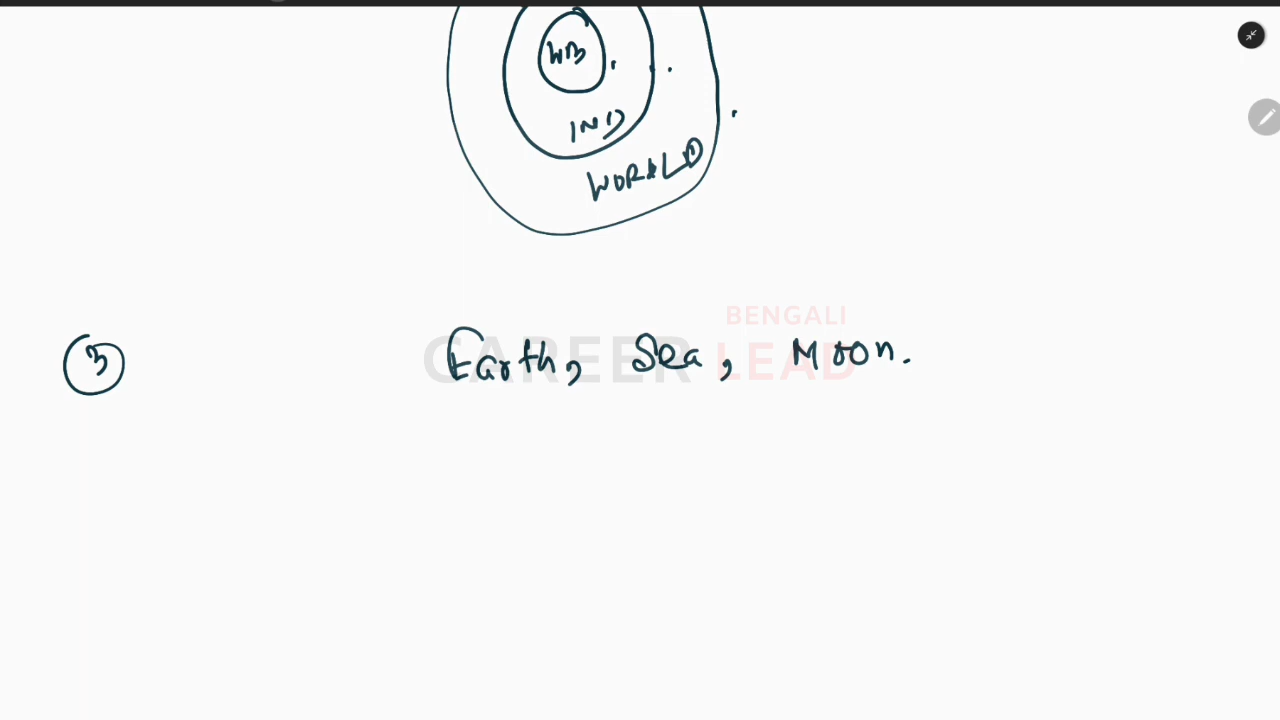 WB
IND
WORLD
BENGALI
CAREER LEAD
3 Earth, Sea, Moon.